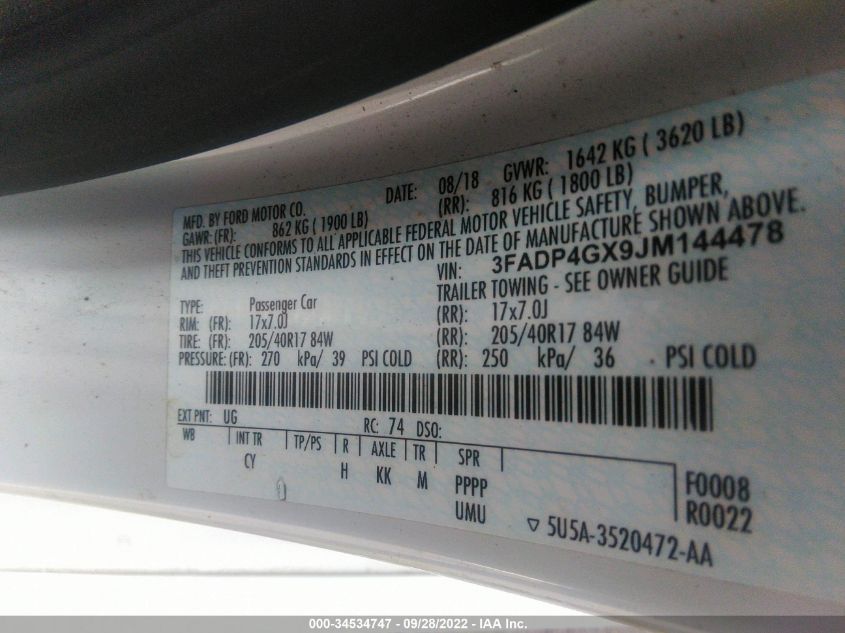 MFD. BY FORD MOTOR CO. DATE: 08/18 GVWR: 1642 KG ( 3620 LB)
GAWR: (FR): 862 KG ( 1900 LB) (RR): 816 KG ( 1800 LB)
THIS VEHICLE CONFORMS TO ALL APPLICABLE FEDERAL MOTOR VEHICLE SAFETY, BUMPER,
AND THEFT PREVENTION STANDARDS IN EFFECT ON THE DATE OF MANUFACTURE SHOWN ABOVE.
VIN: 3FADP4GX9JM144478
TYPE: Passenger Car TRAILER TOWING - SEE OWNER GUIDE
RIM: (FR): 17x7.0J (RR): 17x7.0J
TIRE: (FR): 205/40R17 84W (RR): 205/40R17 84W
PRESSURE: (FR): 270 kPa/ 39 PSI COLD (RR): 250 kPa/ 36 PSI COLD
EXT PNT: UG RC: 74 DSO:
WB INT TR TP/PS R AXLE TR SPR
CY H KK M PPPP F0008
UMU R0022
▽ 5U5A-3520472-AA
000-34534747 - 09/28/2022 - IAA Inc.